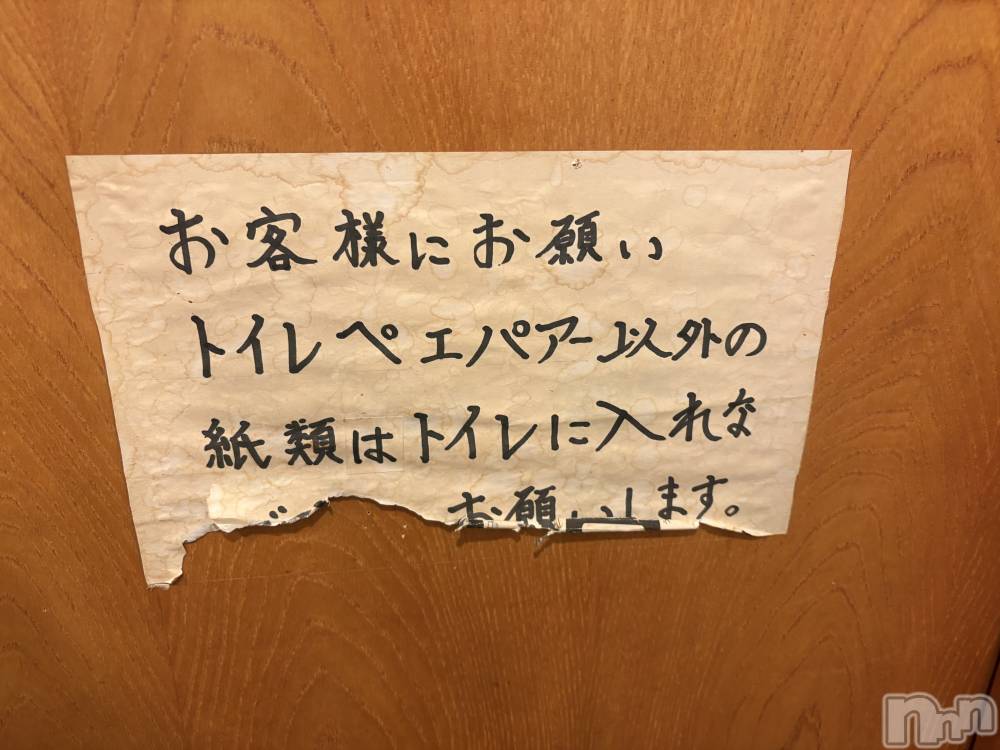 お客様にお願い
トイレペェパアー以外の
紙類はトイレに入れな
お願いします。
nnn